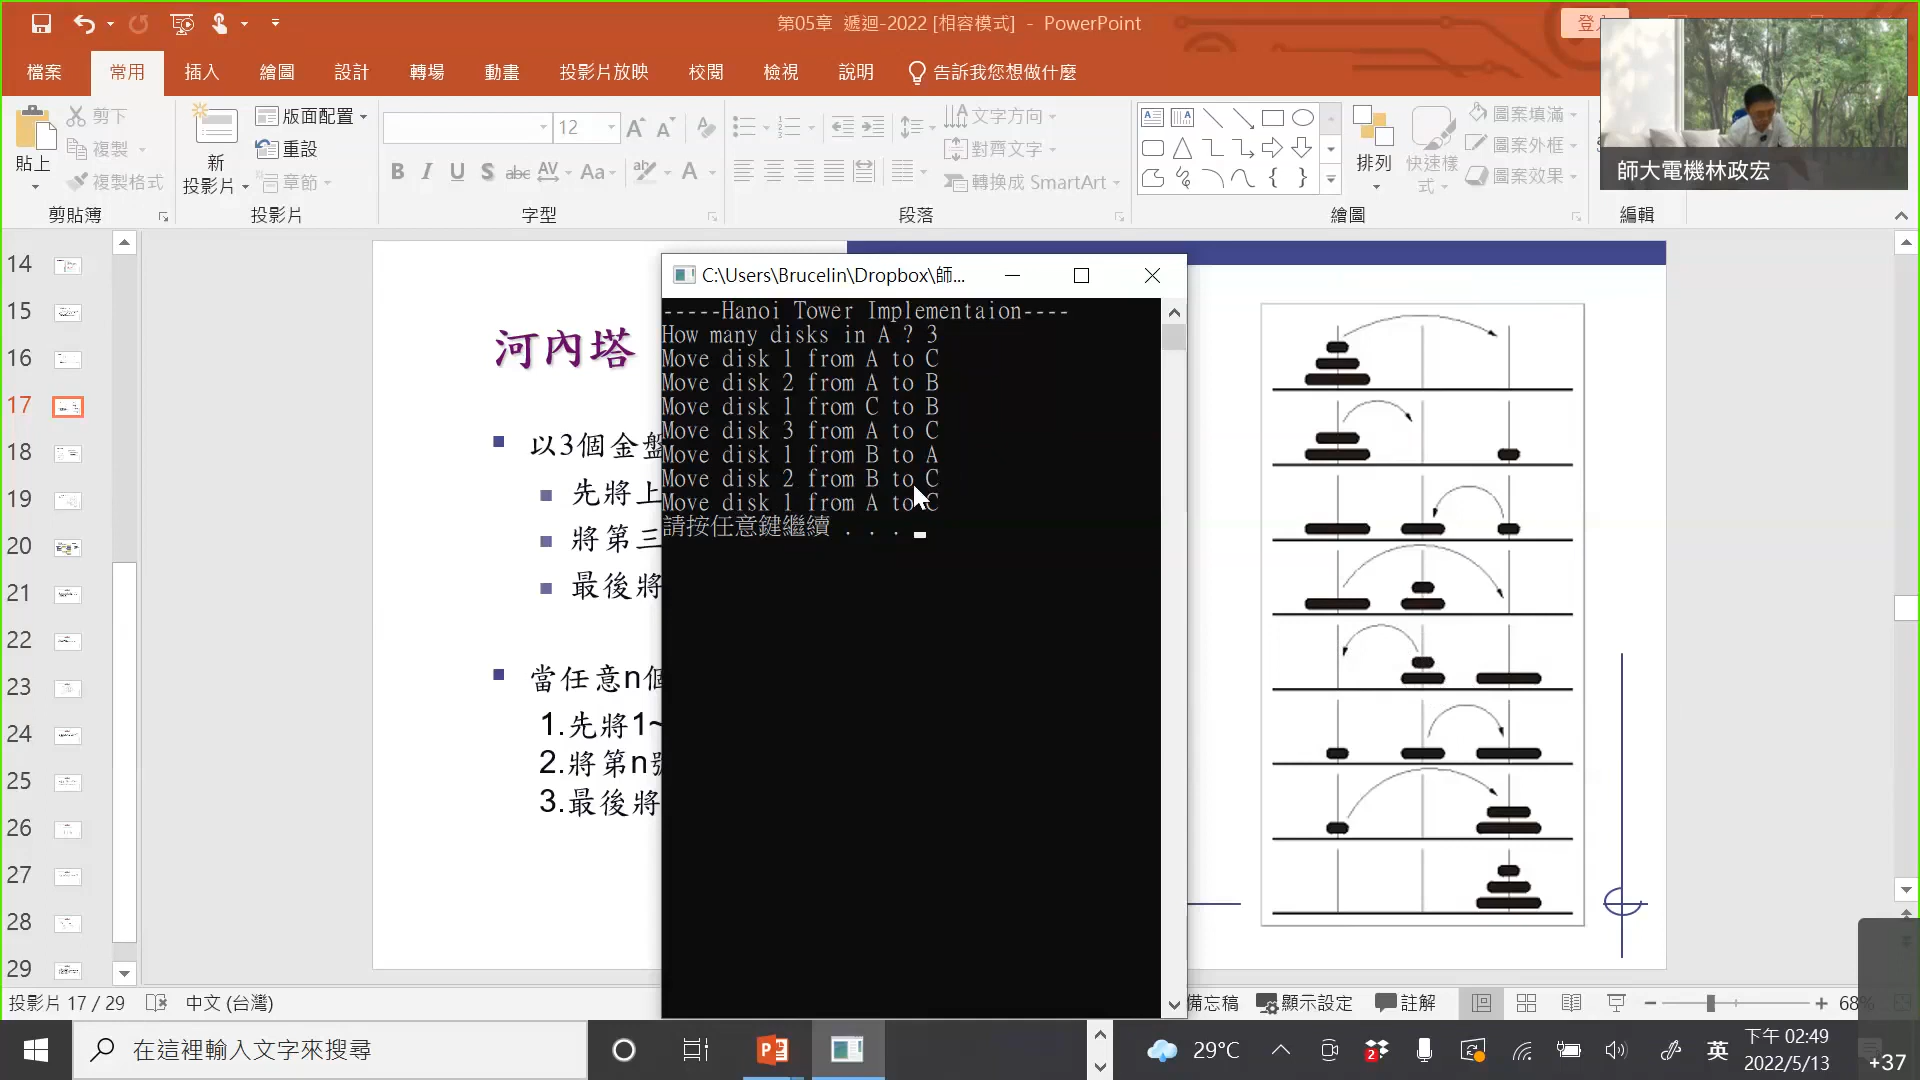 第05章 遞迴-2022 [相容模式] - PowerPoint
登入
檔案 常用 插入 繪圖 設計 轉場 動畫 投影片放映 校閱 檢視 說明 告訴我您想做什麼
師大電機林政宏
貼上
剪下
複製
複製格式
剪貼簿
新
投影片
版面配置
重設
章節
投影片
12
B I U S abc AV Aa A
字型
文字方向
對齊文字
轉換成 SmartArt
段落
排列
快速樣
式
圖案填滿
圖案外框
圖案效果
繪圖
編輯
14
15
16
17
18
19
20
21
22
23
24
25
26
27
28
29
河內塔
以3個金盤
先將上
將第三
最後將
當任意n個
1.先將1~
2.將第n號
3.最後將
C:\Users\Brucelin\Dropbox\師...
-----Hanoi Tower Implementaion----
How many disks in A ? 3
Move disk 1 from A to C
Move disk 2 from A to B
Move disk 1 from C to B
Move disk 3 from A to C
Move disk 1 from B to A
Move disk 2 from B to C
Move disk 1 from A to C
請按任意鍵繼續 . . .
投影片 17 / 29 中文 (台灣)
備忘稿 顯示設定 註解 68%
在這裡輸入文字來搜尋
29°C
2
英
下午 02:49
2022/5/13
+37